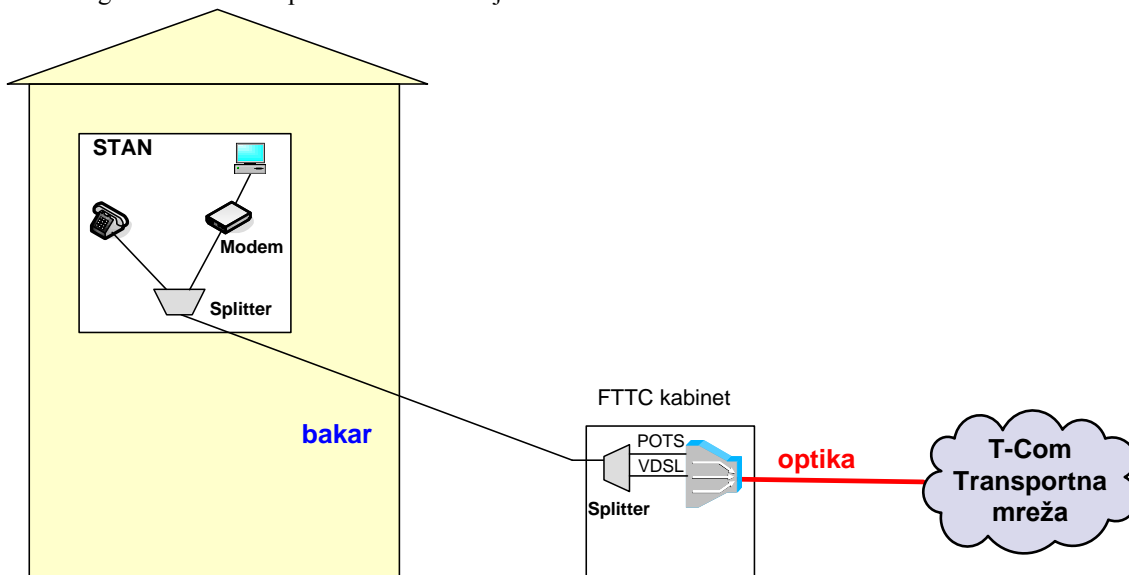 STAN
Modem
Splitter
bakar
FTTC kabinet
POTS
VDSL
Splitter
optika
T-Com
Transportna
mreža